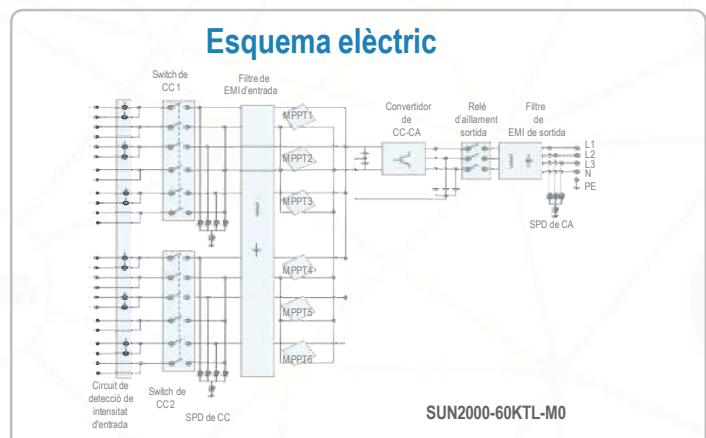 Esquema elèctric
Switch de
CC 1
Filtre de
EMI d'entrada
Convertidor
de
CC-CA
Relé
d'aïllament
sortida
Filtre
de
EMI de sortida
MPPT1
MPPT2
MPPT3
MPPT4
MPPT5
MPPT6
L1
L2
L3
N
PE
SPD de CA
Circuit de
detecció de
intensitat
d'entrada
Switch de
CC2
SPD de CC
SUN2000-60KTL-M0